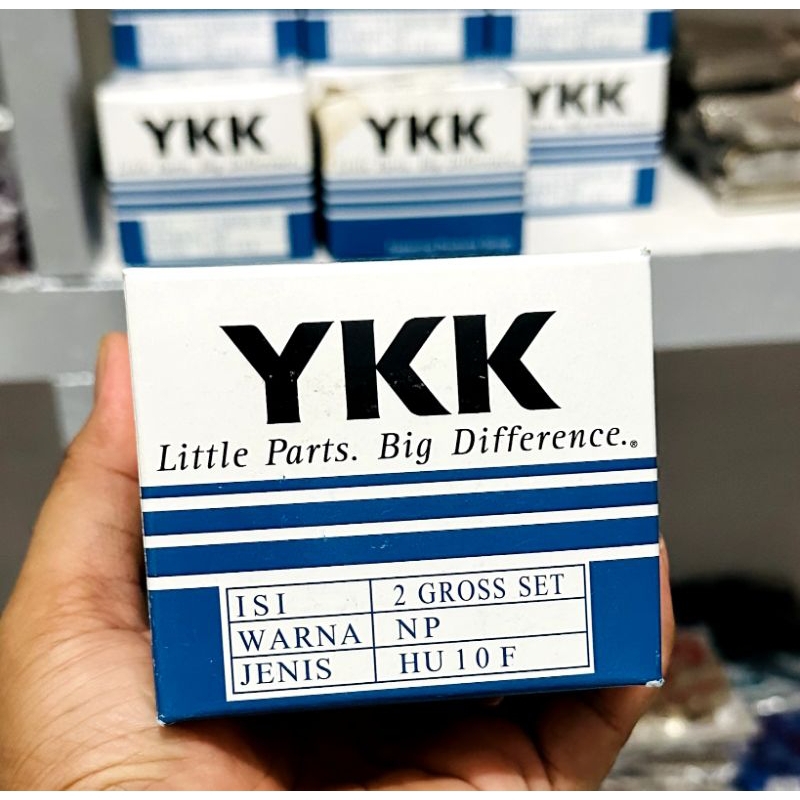 YKK
YKK
YKK
YKK
Little Parts. Big Difference.®
ISI 2 GROSS SET
WARNA NP
JENIS HU 10 F